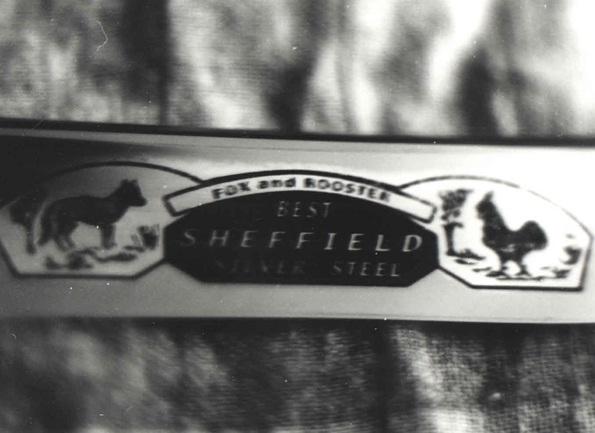 FOX and ROOSTER
BEST
SHEFFIELD
SILVER STEEL